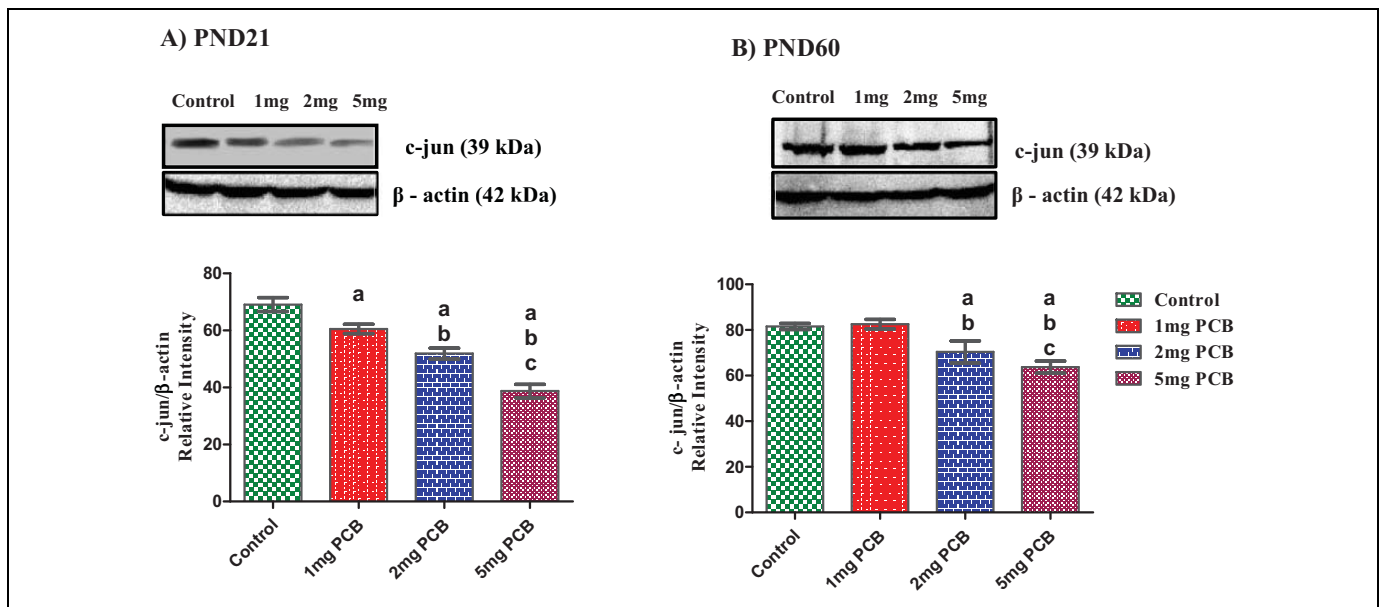 A) PND21
Control 1mg 2mg 5mg
c-jun (39 kDa)
β - actin (42 kDa)
c-jun/β-actin
Relative Intensity
80
60
40
20
0
a
a
b
a
b
c
Control
1mg PCB
2mg PCB
5mg PCB
B) PND60
Control 1mg 2mg 5mg
c-jun (39 kDa)
β - actin (42 kDa)
c- jun/β-actin
Relative Intensity
100
80
60
40
20
0
a
b
a
b
c
Control
1mg PCB
2mg PCB
5mg PCB
Control
1mg PCB
2mg PCB
5mg PCB